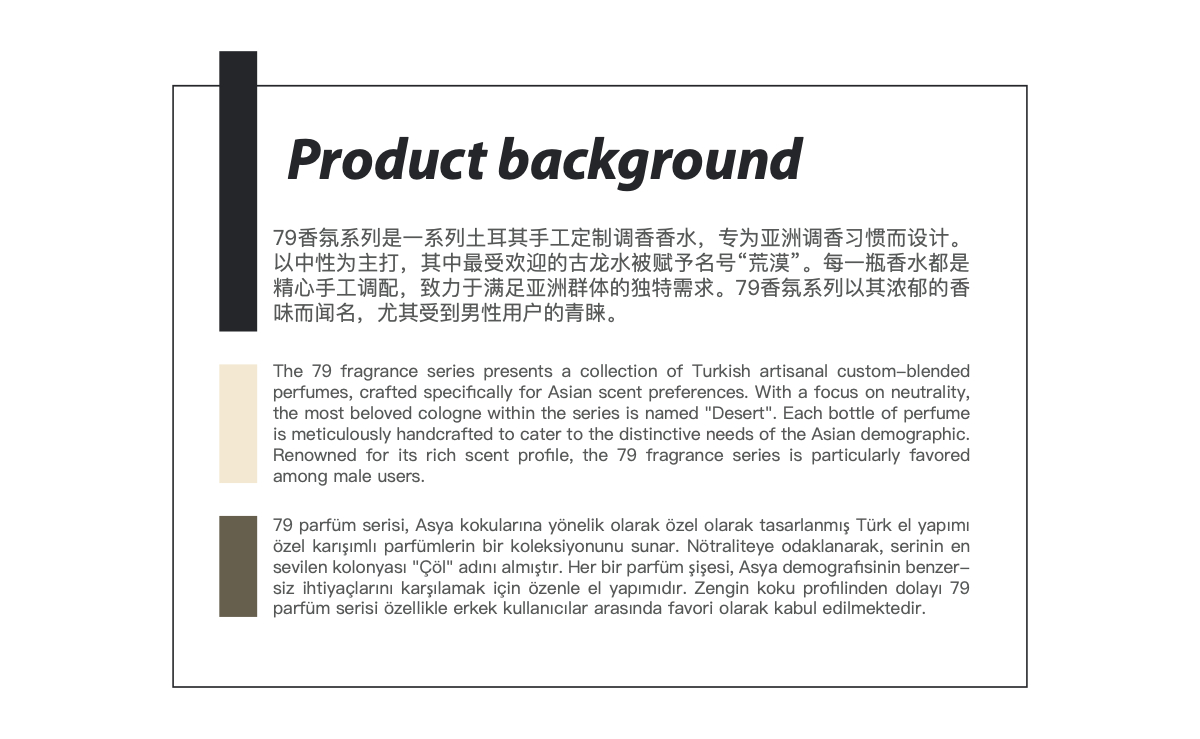 Product background
79香氛系列是一系列土耳其手工定制调香香水，专为亚洲调香习惯而设计。
以中性为主打，其中最受欢迎的古龙水被赋予名号“荒漠”。每一瓶香水都是
精心手工调配，致力于满足亚洲群体的独特需求。79香氛系列以其浓郁的香
味而闻名，尤其受到男性用户的青睐。
The 79 fragrance series presents a collection of Turkish artisanal custom–blended
perfumes, crafted specifically for Asian scent preferences. With a focus on neutrality,
the most beloved cologne within the series is named "Desert". Each bottle of perfume
is meticulously handcrafted to cater to the distinctive needs of the Asian demographic.
Renowned for its rich scent profile, the 79 fragrance series is particularly favored
among male users.
79 parfüm serisi, Asya kokularına yönelik olarak özel olarak tasarlanmış Türk el yapımı
özel karışımlı parfümlerin bir koleksiyonunu sunar. Nötraliteye odaklanarak, serinin en
sevilen kolonyası "Çöl" adını almıştır. Her bir parfüm şişesi, Asya demografisinin benzer–
siz ihtiyaçlarını karşılamak için özenle el yapımıdır. Zengin koku profilinden dolayı 79
parfüm serisi özellikle erkek kullanıcılar arasında favori olarak kabul edilmektedir.